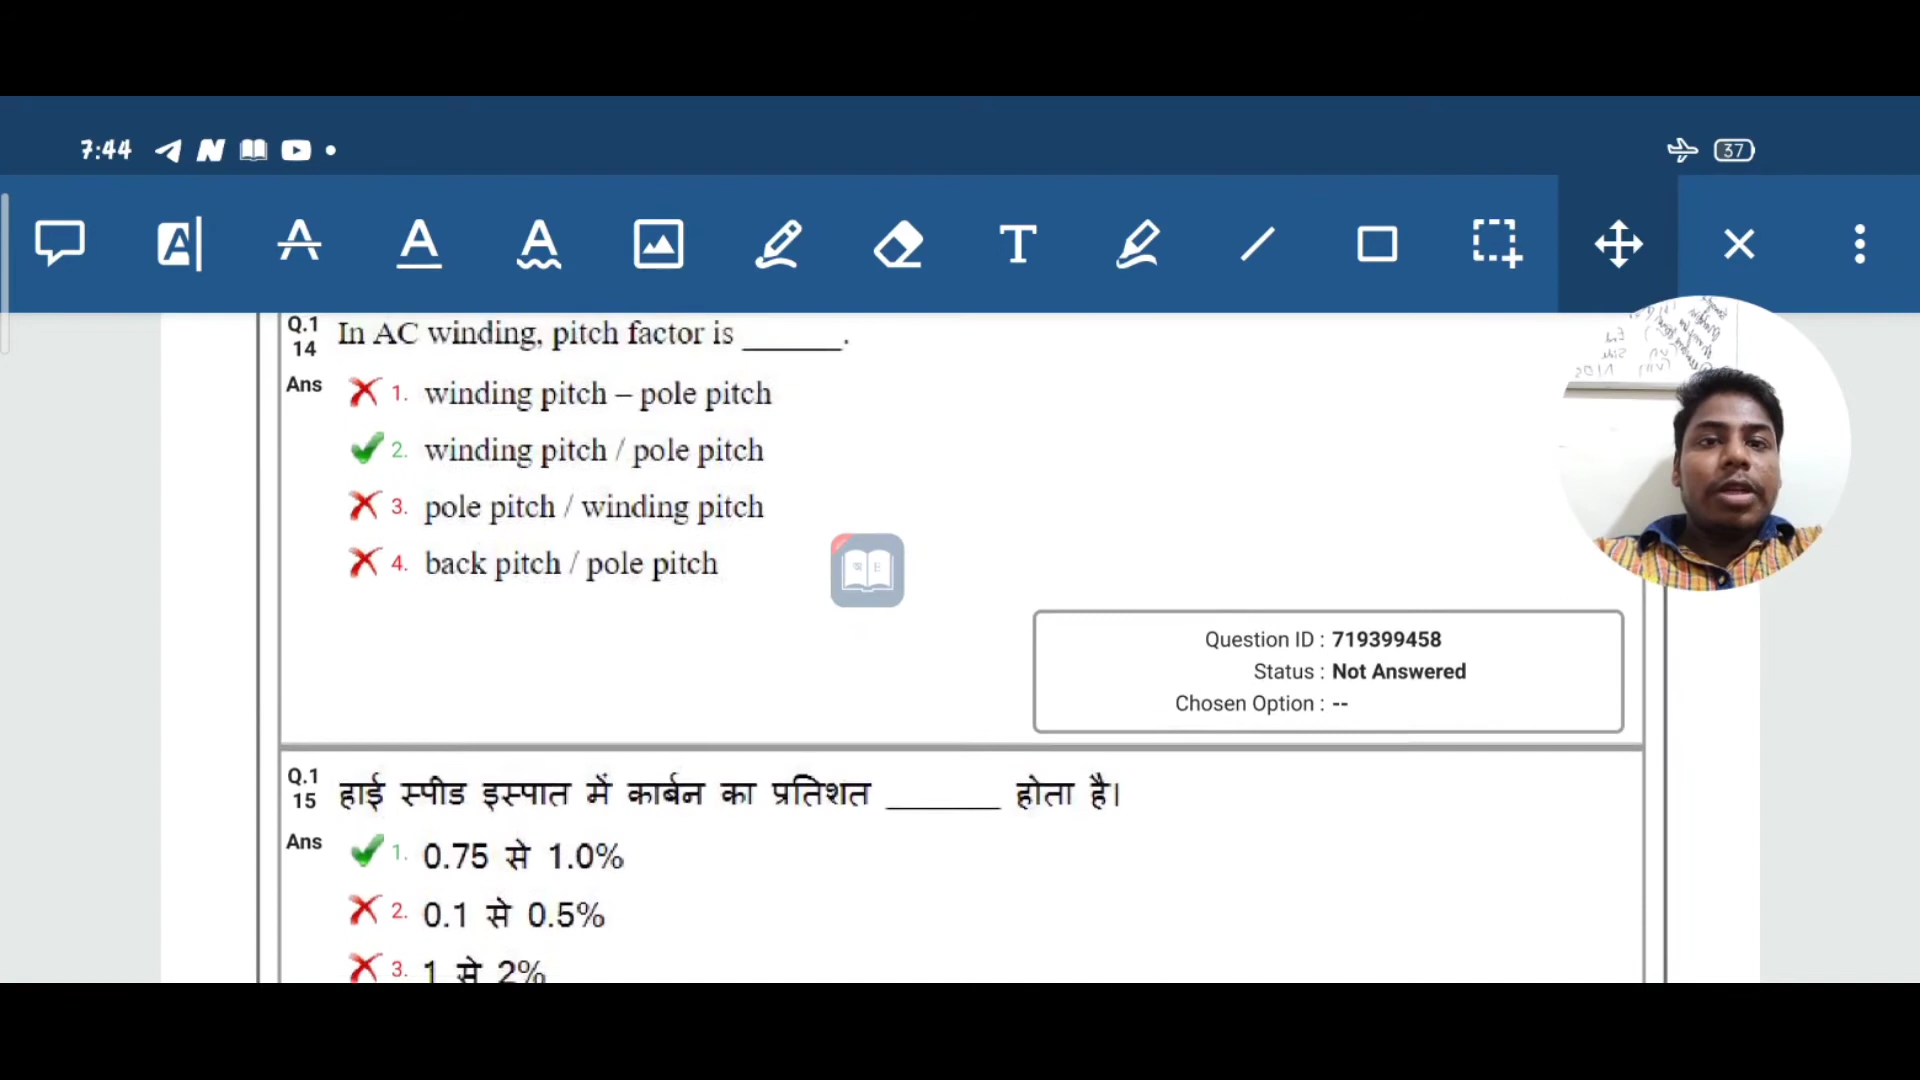 7:44
37
Q.1
14
In AC winding, pitch factor is ______.
Ans
1. winding pitch – pole pitch
2. winding pitch / pole pitch
3. pole pitch / winding pitch
4. back pitch / pole pitch
Question ID : 719399458
Status : Not Answered
Chosen Option : --
Q.1
15
हाई स्पीड इस्पात में कार्बन का प्रतिशत _______ होता है।
Ans
1. 0.75 से 1.0%
2. 0.1 से 0.5%
3. 1 से 2%